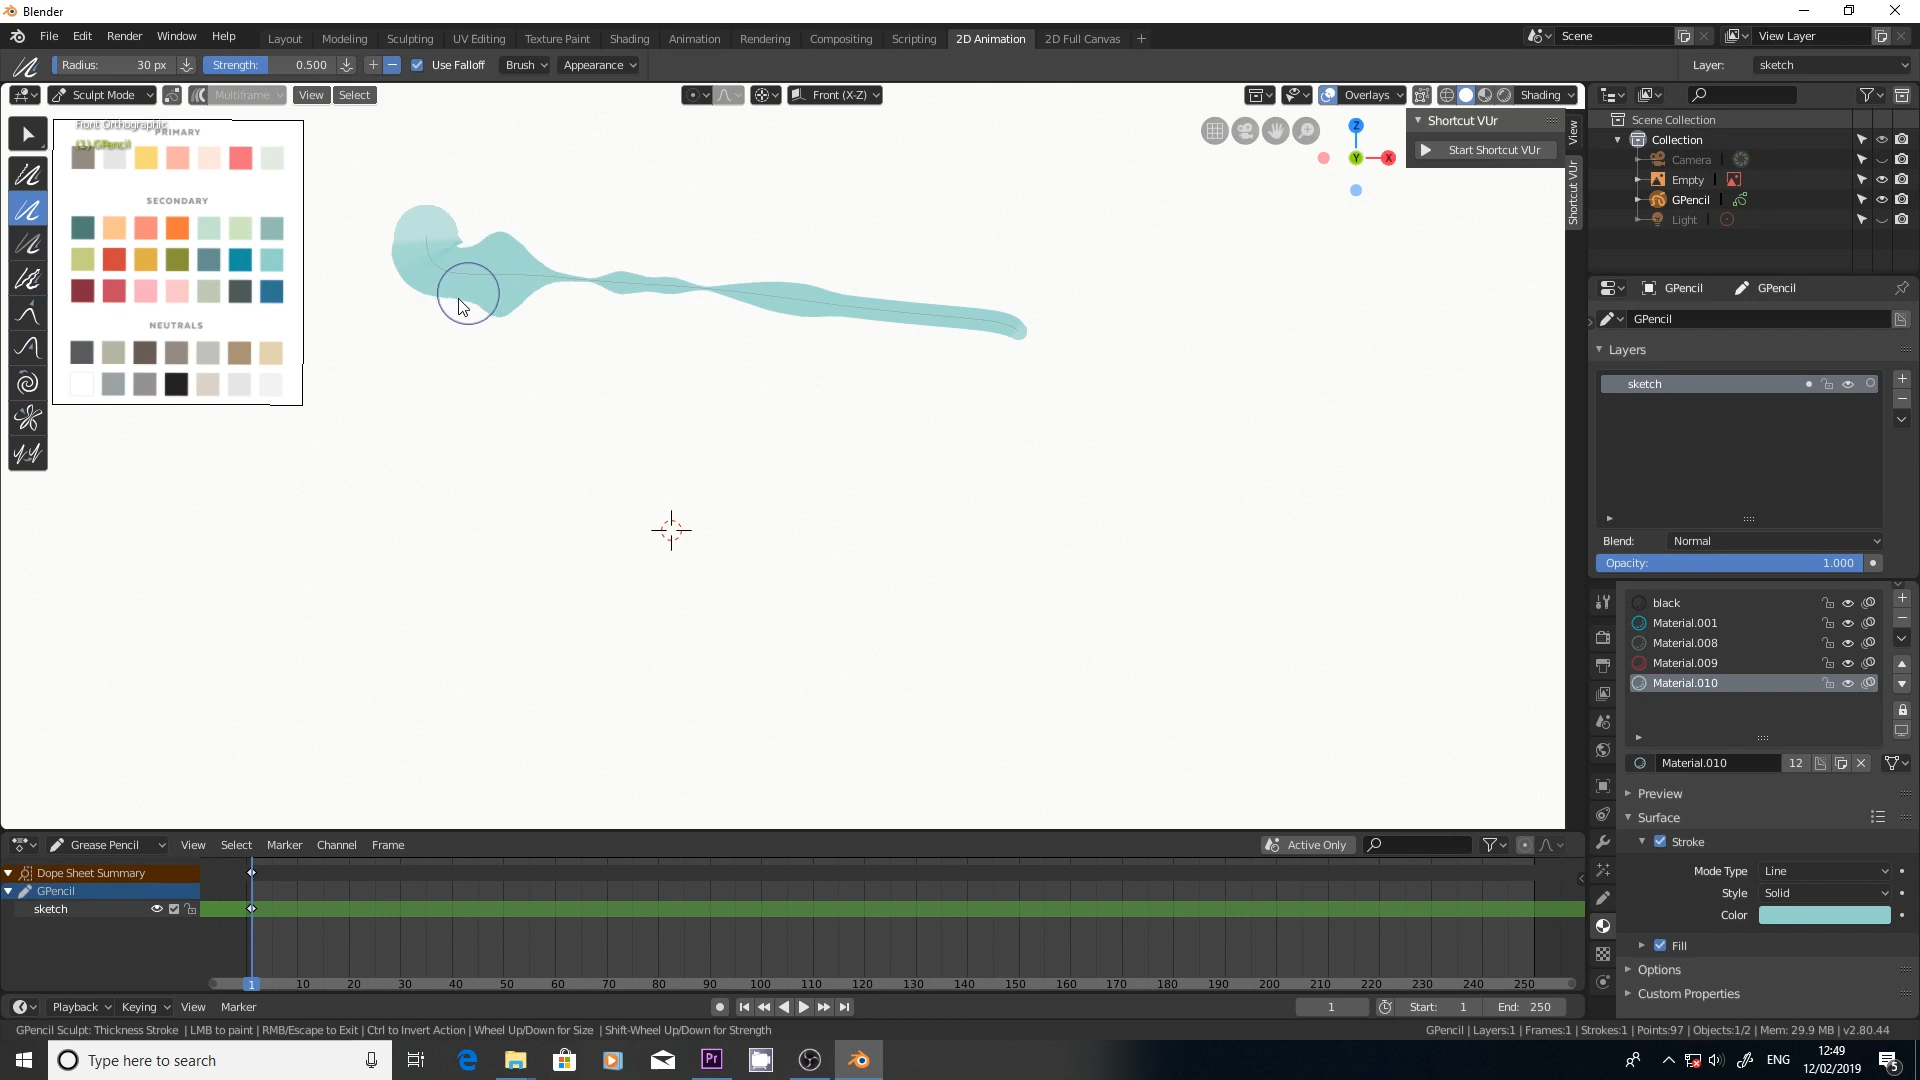 Blender
File Edit Render Window Help Layout Modeling Sculpting UV Editing Texture Paint Shading Animation Rendering Compositing Scripting 2D Animation 2D Full Canvas + Scene View Layer
Radius: 30 px Strength: 0.500 Use Falloff Brush Appearance Layer: sketch
Sculpt Mode Multiframe View Select Front (X-Z) Overlays Shading
Front Orthographic
(1) GPencil
PRIMARY
SECONDARY
NEUTRALS
Z
Y
X
Shortcut VUr
Start Shortcut VUr
View
Shortcut VUr
Scene Collection
Collection
Camera
Empty
GPencil
Light
GPencil GPencil
GPencil
Layers
sketch
Blend: Normal
Opacity: 1.000
black
Material.001
Material.008
Material.009
Material.010
Material.010 12
Preview
Surface
Stroke
Mode Type Line
Style Solid
Color
Fill
Options
Custom Properties
Grease Pencil View Select Marker Channel Frame Active Only
Dope Sheet Summary
GPencil
sketch
1 10 20 30 40 50 60 70 80 90 100 110 120 130 140 150 160 170 180 190 200 210 220 230 240 250
Playback Keying View Marker 1 Start: 1 End: 250
GPencil Sculpt: Thickness Stroke | LMB to paint | RMB/Escape to Exit | Ctrl to Invert Action | Wheel Up/Down for Size | Shift-Wheel Up/Down for Strength
GPencil | Layers:1 | Frames:1 | Strokes:1 | Points:97 | Objects:1/2 | Mem: 29.9 MB | v2.80.44
Type here to search
Pr
ENG
12:49
12/02/2019
5